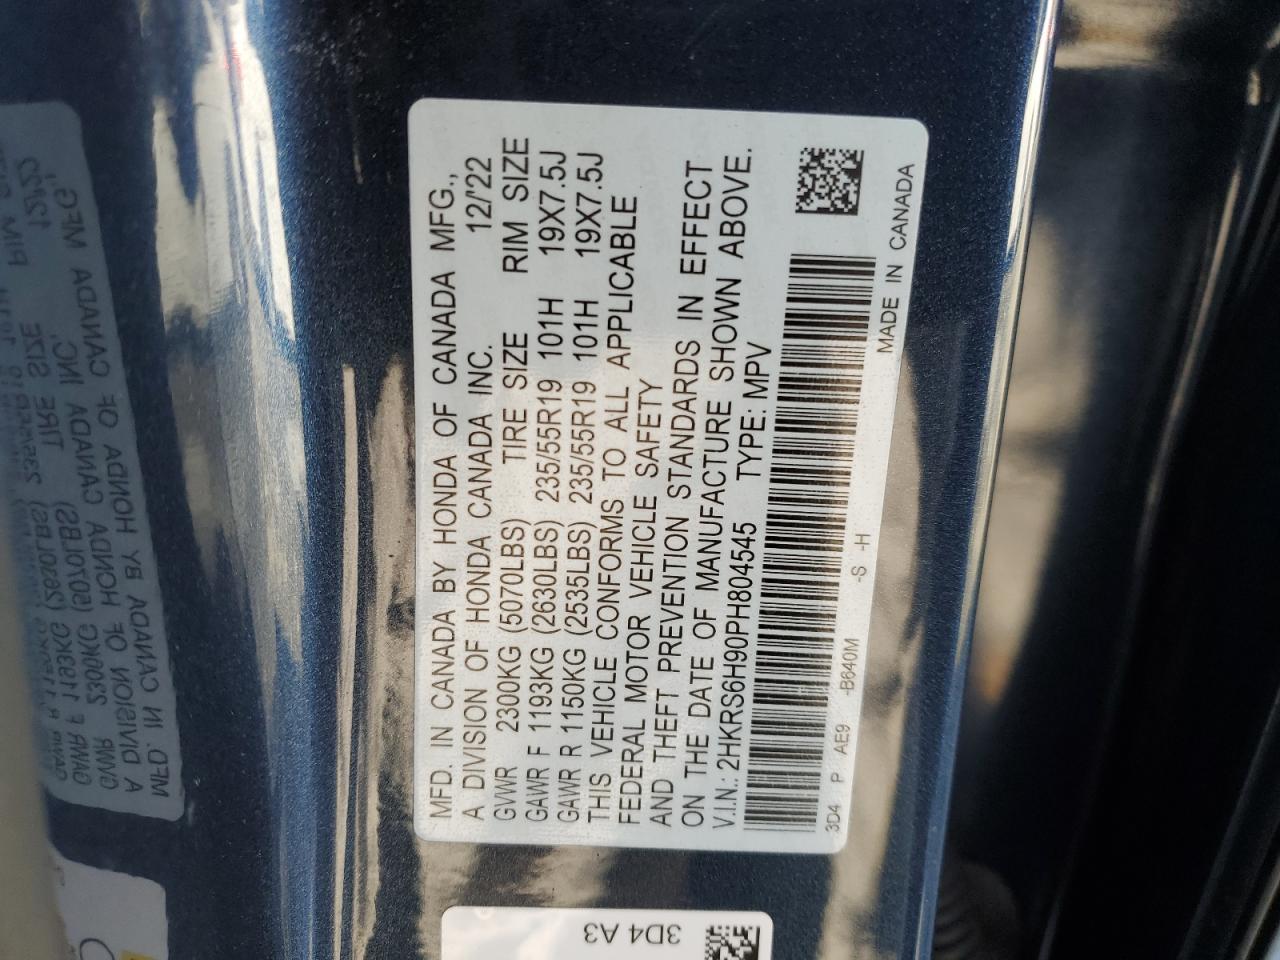 MFD. IN CANADA BY HONDA OF CANADA MFG.,
A DIVISION OF HONDA CANADA INC. 12/'22
GVWR 2300KG (5070LBS) TIRE SIZE RIM SIZE
GAWR F 1193KG (2630LBS) 235/55R19 101H 19X7.5J
GAWR R 1150KG (2535LBS) 235/55R19 101H 19X7.5J
THIS VEHICLE CONFORMS TO ALL APPLICABLE
FEDERAL MOTOR VEHICLE SAFETY
AND THEFT PREVENTION STANDARDS IN EFFECT
ON THE DATE OF MANUFACTURE SHOWN ABOVE.
V.I.N.: 2HKRS6H90PH804545 TYPE: MPV
3D4 P AE9 -B640M -S -H MADE IN CANADA
3D4 A3